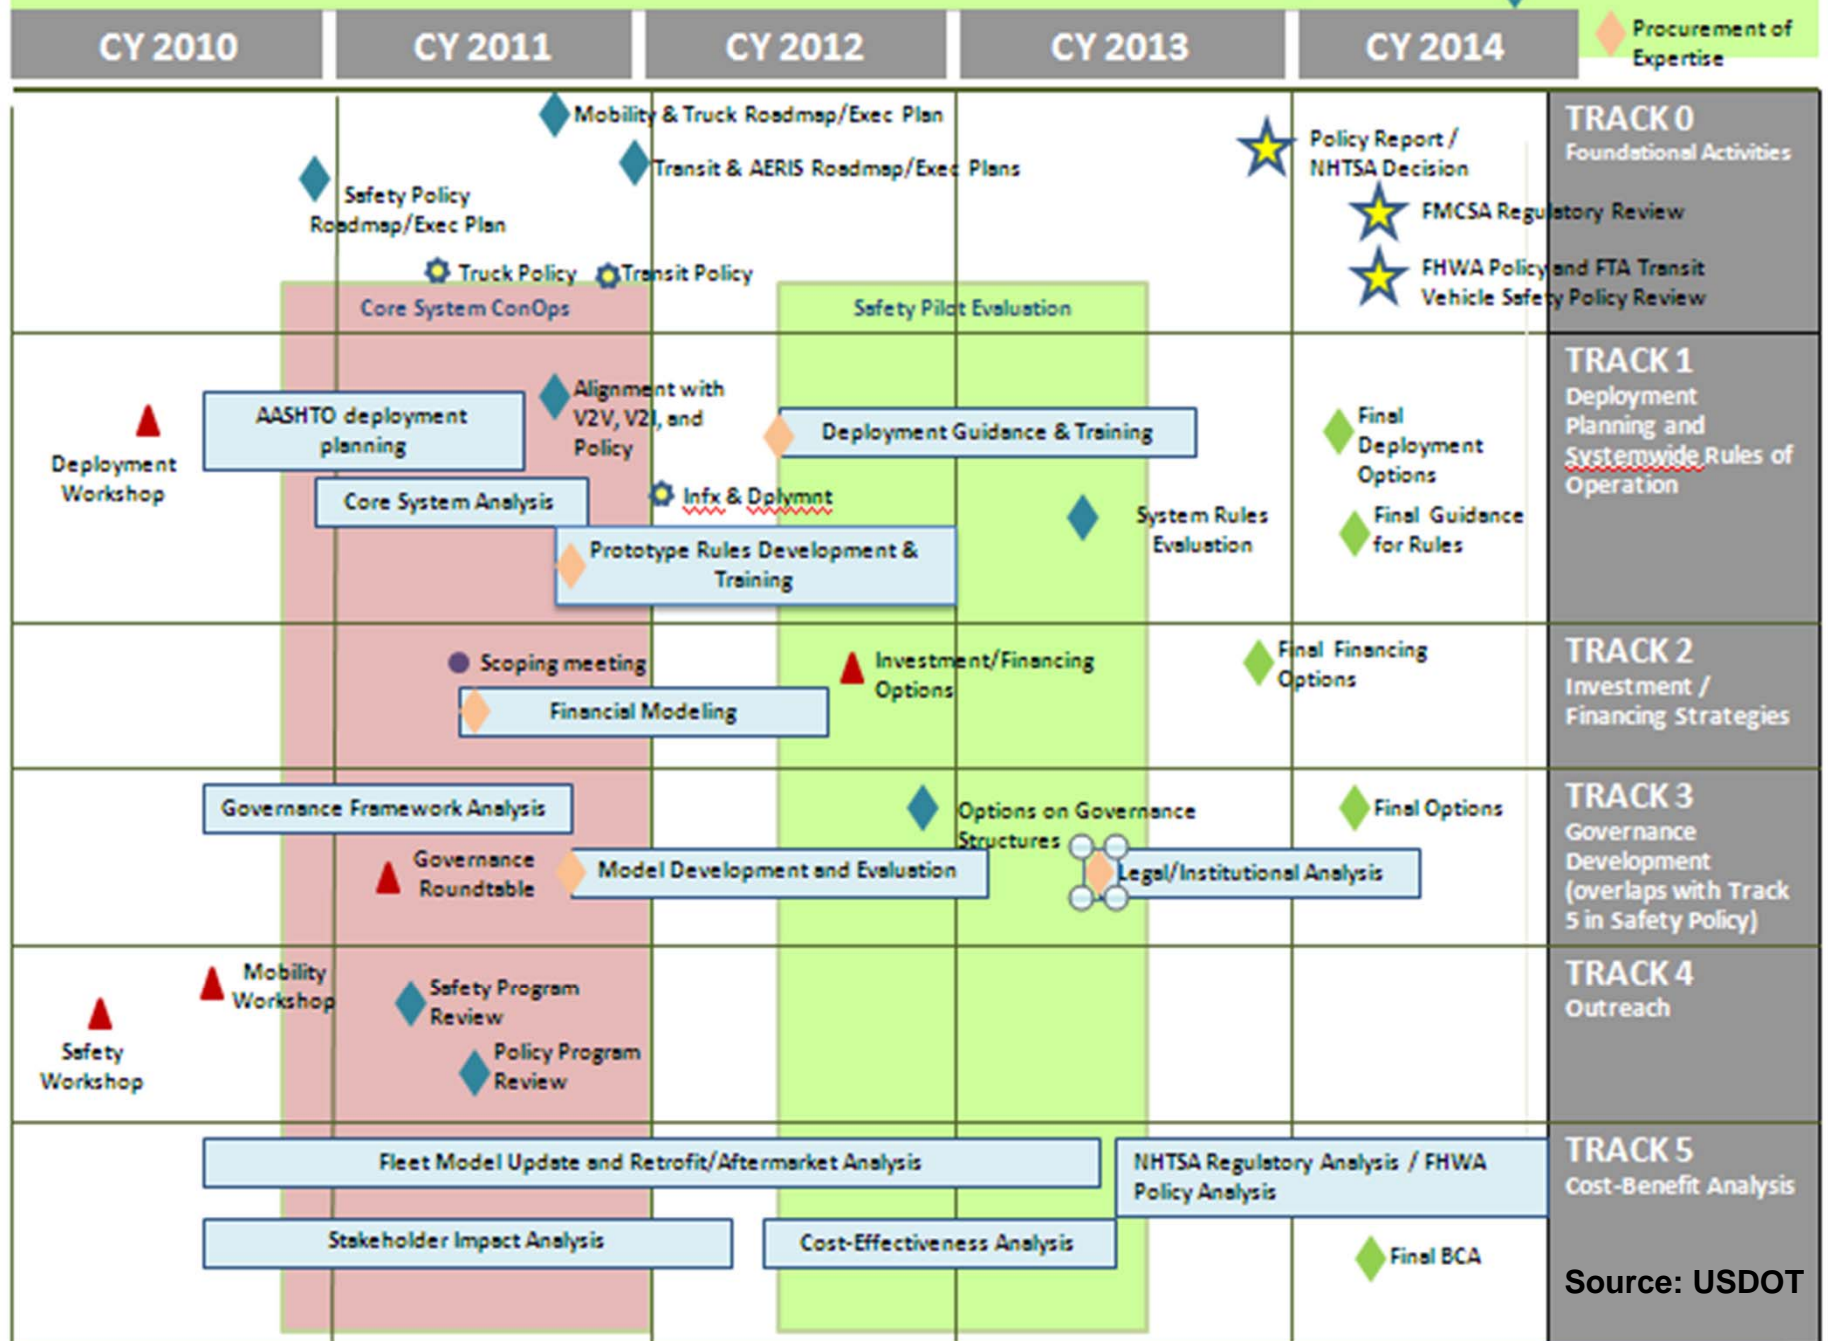 CY 2010
CY 2011
CY 2012
CY 2013
CY 2014
Procurement of
Expertise
Mobility & Truck Roadmap/Exec Plan
Transit & AERIS Roadmap/Exec Plans
Safety Policy
Roadmap/Exec Plan
Truck Policy
Transit Policy
Policy Report /
NHTSA Decision
FMCSA Regulatory Review
FHWA Policy and FTA Transit
Vehicle Safety Policy Review
TRACK 0
Foundational Activities
Core System ConOps
Safety Pilot Evaluation
Deployment
Workshop
AASHTO deployment
planning
Alignment with
V2V, V2I, and
Policy
Core System Analysis
Infx & Dplymnt
Prototype Rules Development &
Training
Deployment Guidance & Training
System Rules
Evaluation
Final
Deployment
Options
Final Guidance
for Rules
TRACK 1
Deployment
Planning and
Systemwide Rules of
Operation
Scoping meeting
Financial Modeling
Investment/Financing
Options
Final Financing
Options
TRACK 2
Investment /
Financing Strategies
Governance Framework Analysis
Governance
Roundtable
Model Development and Evaluation
Options on Governance
Structures
Legal/Institutional Analysis
Final Options
TRACK 3
Governance
Development
(overlaps with Track
5 in Safety Policy)
Mobility
Workshop
Safety
Workshop
Safety Program
Review
Policy Program
Review
TRACK 4
Outreach
Fleet Model Update and Retrofit/Aftermarket Analysis
NHTSA Regulatory Analysis / FHWA
Policy Analysis
Stakeholder Impact Analysis
Cost-Effectiveness Analysis
Final BCA
TRACK 5
Cost-Benefit Analysis
Source: USDOT